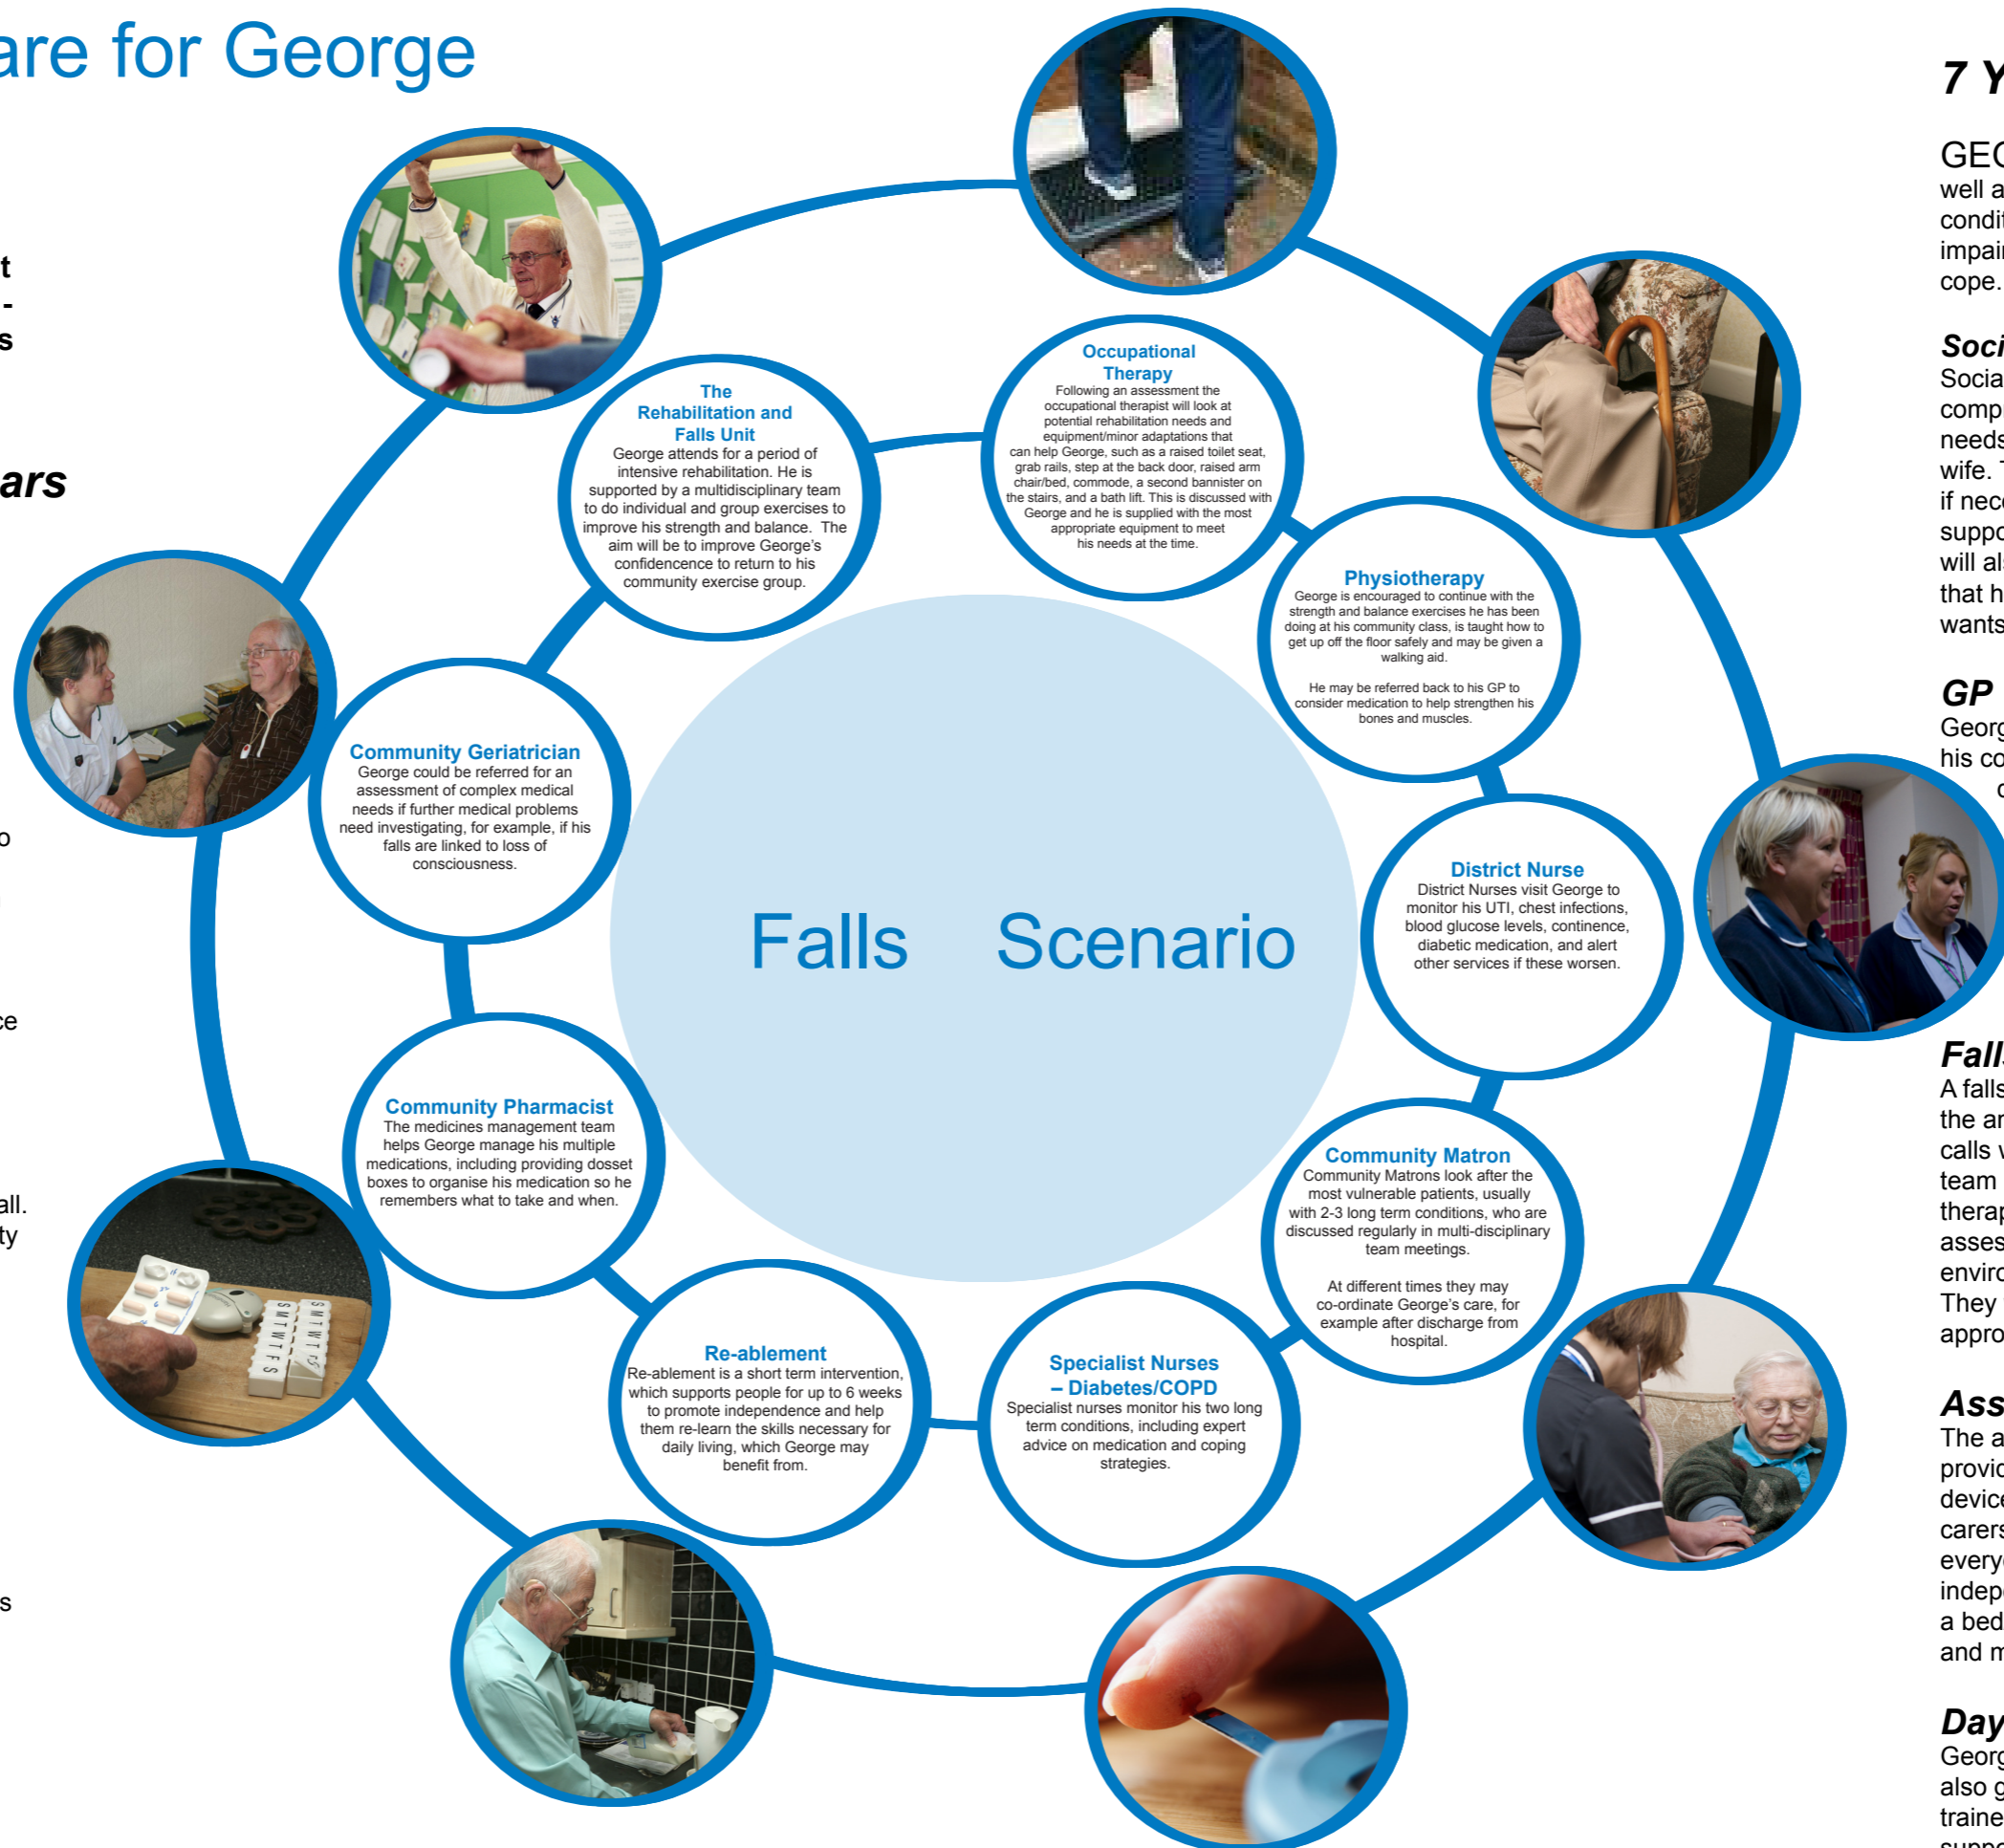 are for George
t
-
s
ars
o
ce
all.
ty
s
The
Rehabilitation and
Falls Unit
George attends for a period of
intensive rehabilitation. He is
supported by a multidisciplinary team
to do individual and group exercises to
improve his strength and balance. The
aim will be to improve George's
confidencence to return to his
community exercise group.
Occupational
Therapy
Following an assessment the
occupational therapist will look at
potential rehabilitation needs and
equipment/minor adaptations that
can help George, such as a raised toilet seat,
grab rails, step at the back door, raised arm
chair/bed, commode, a second bannister on
the stairs, and a bath lift. This is discussed with
George and he is supplied with the most
appropriate equipment to meet
his needs at the time.
Physiotherapy
George is encouraged to continue with the
strength and balance exercises he has been
doing at his community class, is taught how to
get up off the floor safely and may be given a
walking aid.
He may be referred back to his GP to
consider medication to help strengthen his
bones and muscles.
Community Geriatrician
George could be referred for an
assessment of complex medical
needs if further medical problems
need investigating, for example, if his
falls are linked to loss of
consciousness.
District Nurse
District Nurses visit George to
monitor his UTI, chest infections,
blood glucose levels, continence,
diabetic medication, and alert
other services if these worsen.
Falls Scenario
Community Pharmacist
The medicines management team
helps George manage his multiple
medications, including providing dosset
boxes to organise his medication so he
remembers what to take and when.
Community Matron
Community Matrons look after the
most vulnerable patients, usually
with 2-3 long term conditions, who are
discussed regularly in multi-disciplinary
team meetings.
At different times they may
co-ordinate George's care, for
example after discharge from
hospital.
Re-ablement
Re-ablement is a short term intervention,
which supports people for up to 6 weeks
to promote independence and help
them re-learn the skills necessary for
daily living, which George may
benefit from.
Specialist Nurses
– Diabetes/COPD
Specialist nurses monitor his two long
term conditions, including expert
advice on medication and coping
strategies.
S M T W T F S
S M T W T F S
7 Y
GEO
well a
condit
impair
cope.
Soci
Socia
compr
needs
wife. T
if nece
suppo
will als
that h
wants
GP
Georg
his co
Falls
A falls
the ar
calls w
team
therap
asses
enviro
They
appro
Ass
The a
provid
device
carers
every
indepe
a bed
and m
Day
Georg
also g
traine
suppo